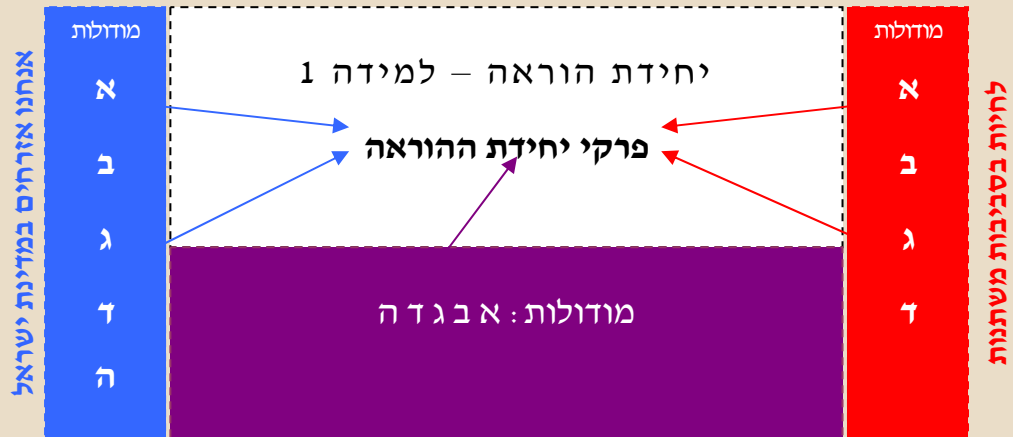 לחיות בסביבות משתנות
מודולות
א
ב
ג
ד
יחידת הוראה – למידה 1
פרקי יחידת ההוראה
מודולות: א ב ג ד ה
מודולות
א
ב
ג
ד
ה
אנחנו אזרחים במדינת ישראל